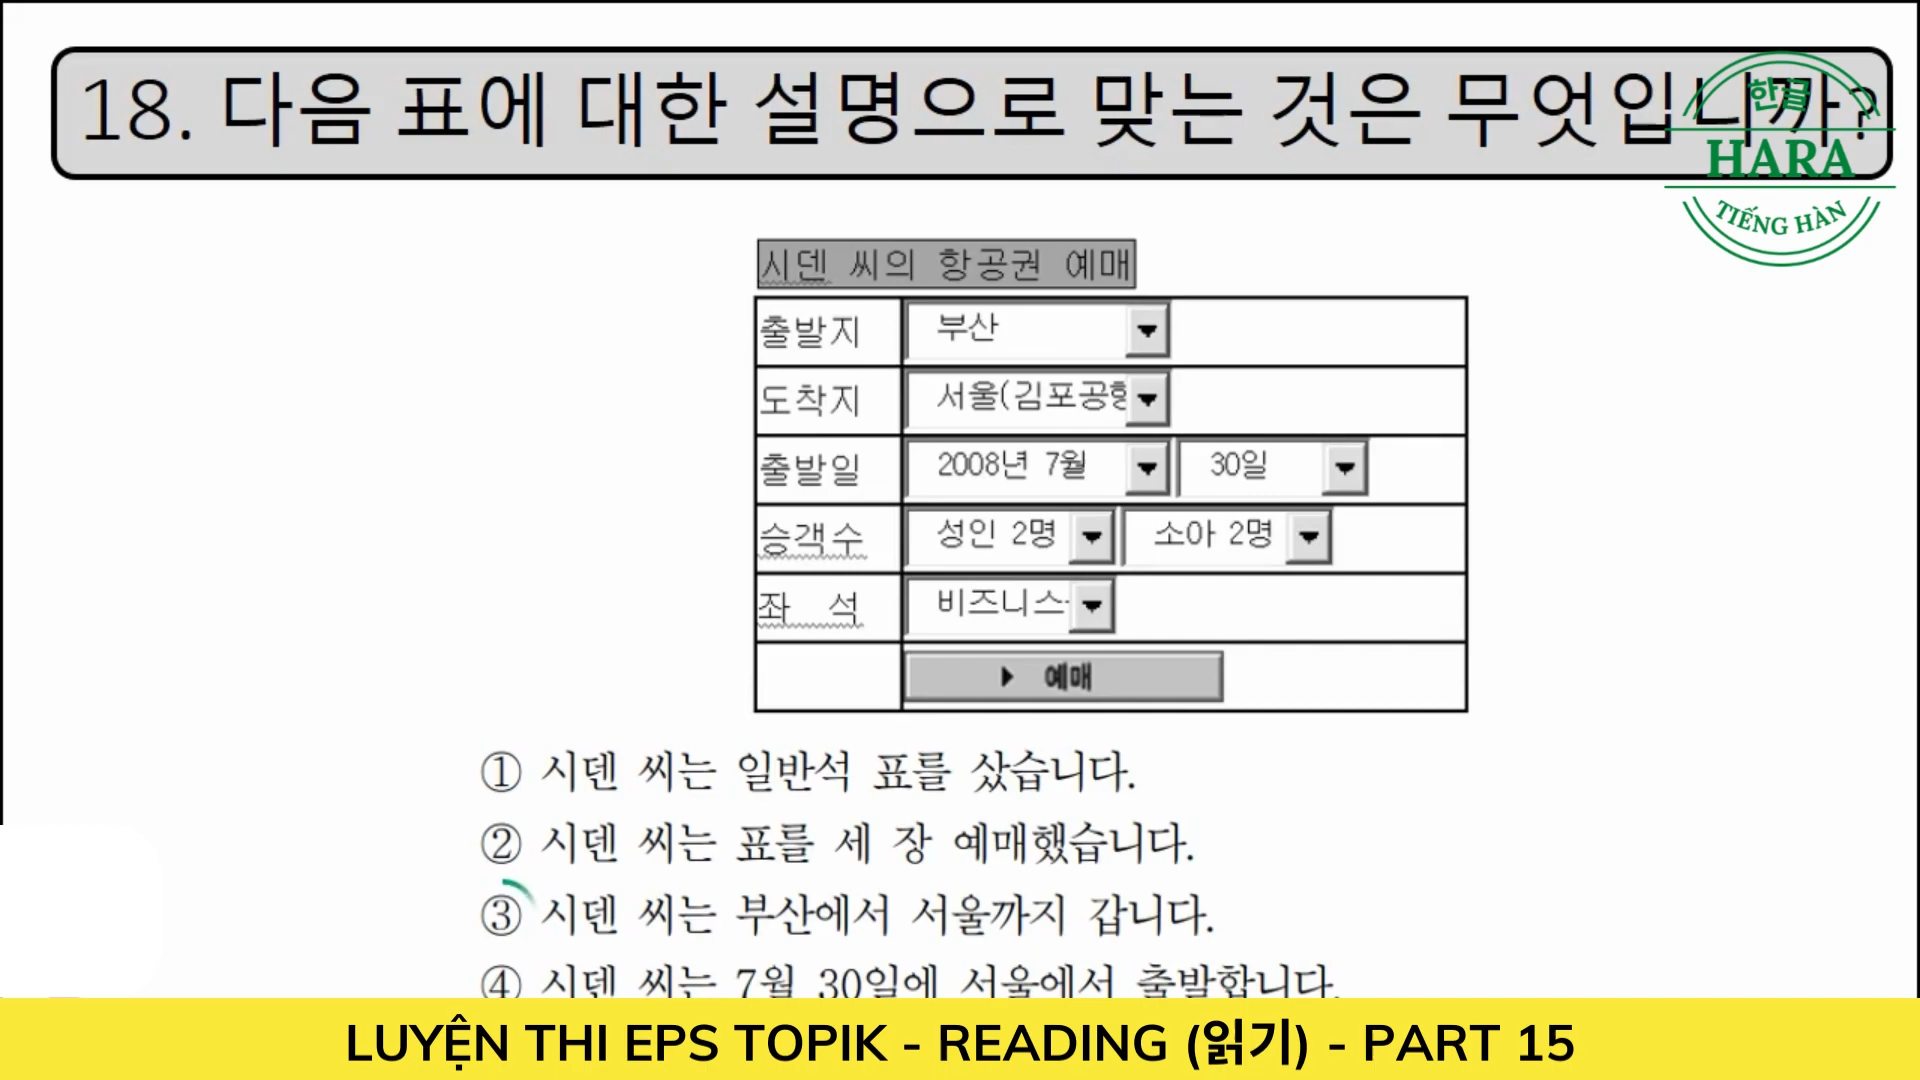 18. 다음 표에 대한 설명으로 맞는 것은 무엇입니까?
한글
HARA
TIẾNG HÀN
시덴 씨의 항공권 예매
출발지 부산
도착지 서울(김포공항
출발일 2008년 7월 30일
승객수 성인 2명 소아 2명
좌 석 비즈니스
▶ 예매
① 시덴 씨는 일반석 표를 샀습니다.
② 시덴 씨는 표를 세 장 예매했습니다.
③ 시덴 씨는 부산에서 서울까지 갑니다.
④ 시덴 씨는 7월 30일에 서울에서 출발합니다.
LUYỆN THI EPS TOPIK - READING (읽기) - PART 15